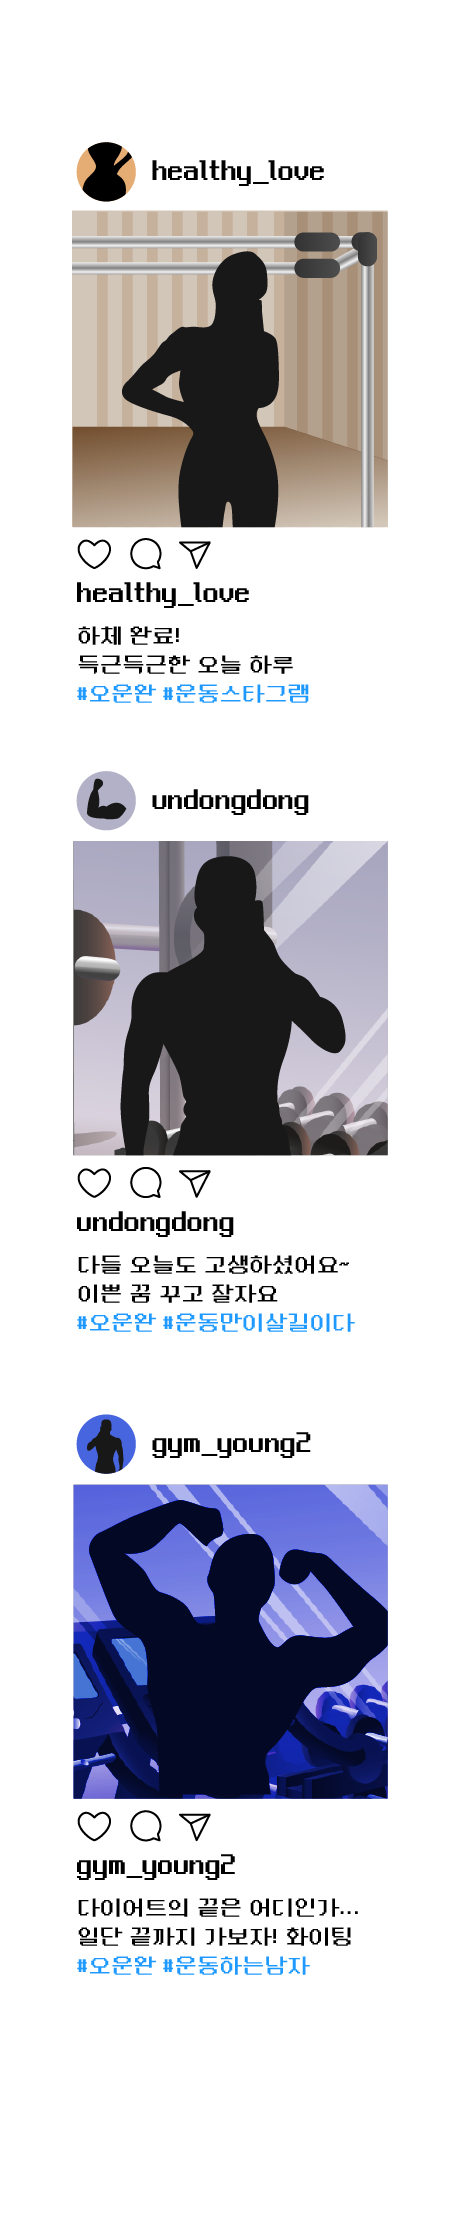 healthy_love
healthy_love
하체 완료!
득근득근한 오늘 하루
#오운완 #운동스타그램
undongdong
undongdong
다들 오늘도 고생하셨어요~
이쁜 꿈 꾸고 잘자요
#오운완 #운동만이살길이다
gym_young2
gym_young2
다이어트의 끝은 어디인가...
일단 끝까지 가보자! 화이팅
#오운완 #운동하는남자